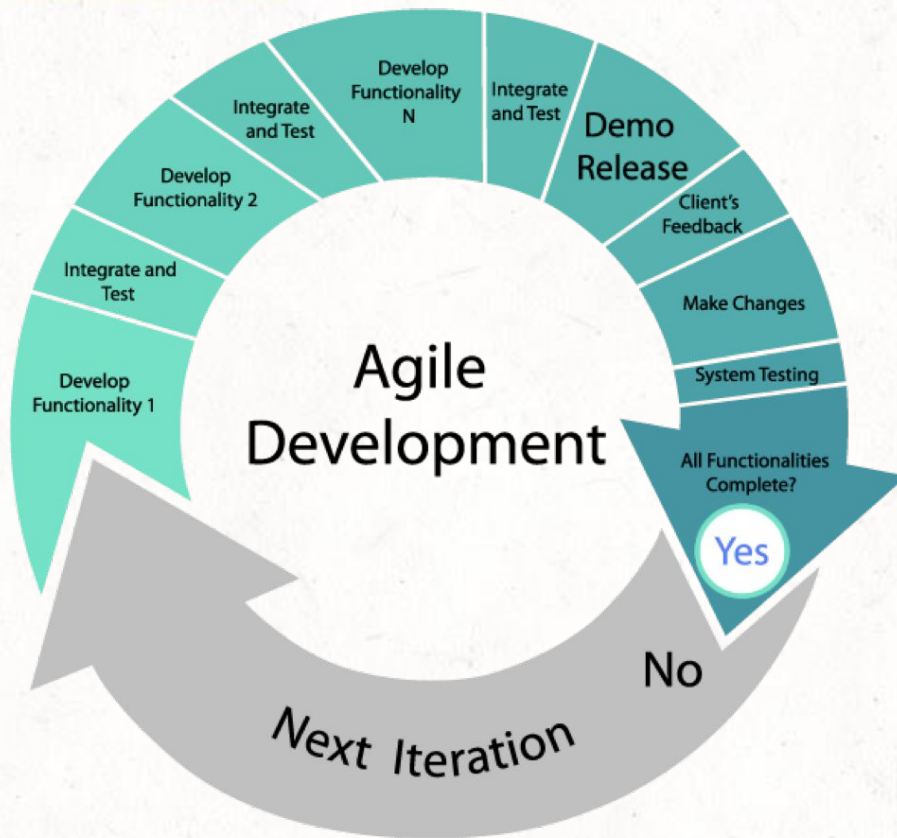 Develop
Functionality 1
Integrate and
Test
Develop
Functionality 2
Integrate
and Test
Develop
Functionality
N
Integrate
and Test
Demo
Release
Client's
Feedback
Make Changes
System Testing
All Functionalities
Complete?
Yes
No
Next Iteration
Agile
Development